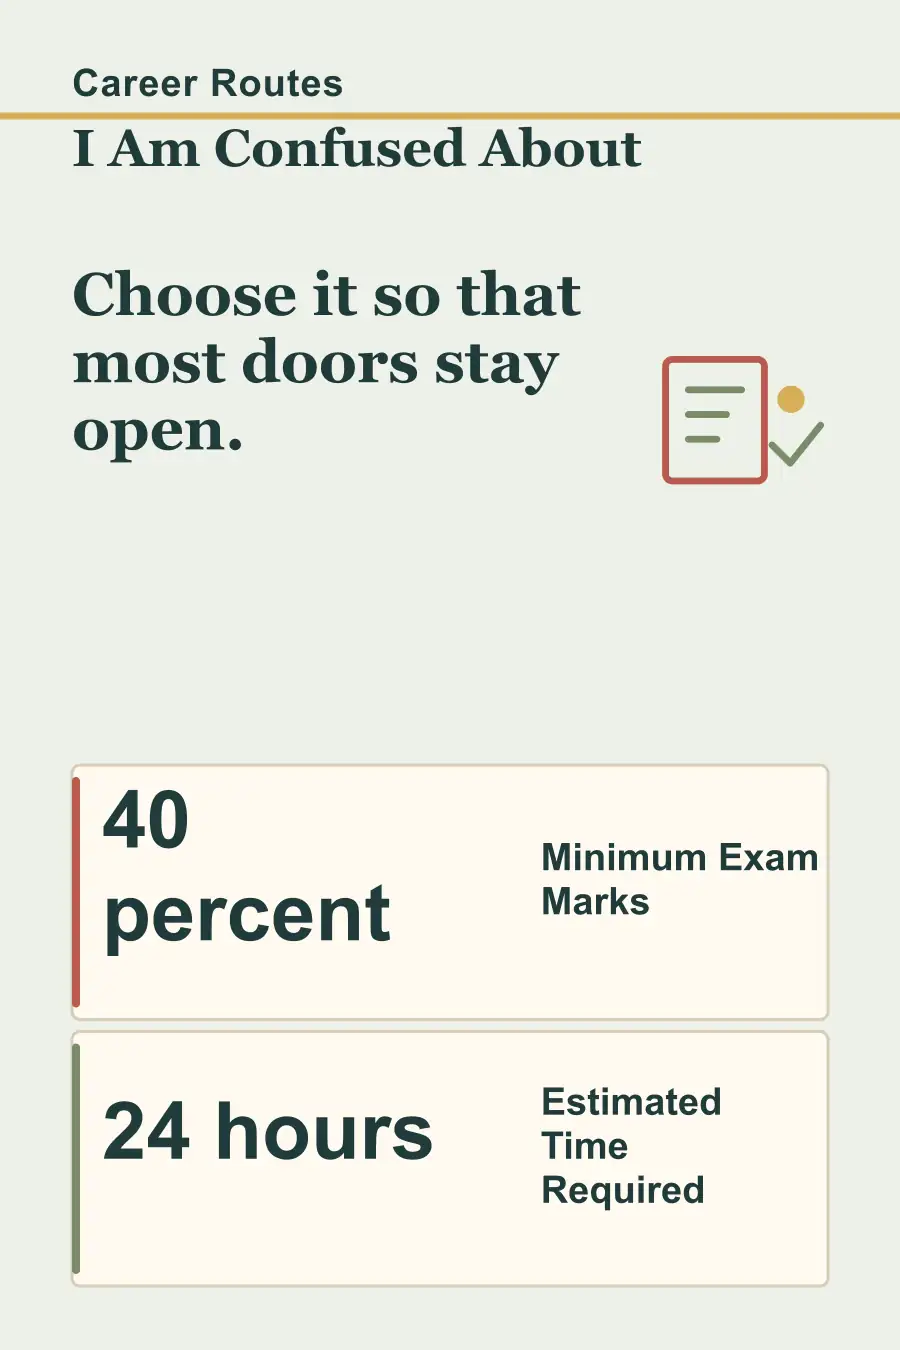 Career Routes
I Am Confused About
Choose it so that
most doors stay
open.
40
percent
Minimum Exam
Marks
24 hours
Estimated
Time
Required